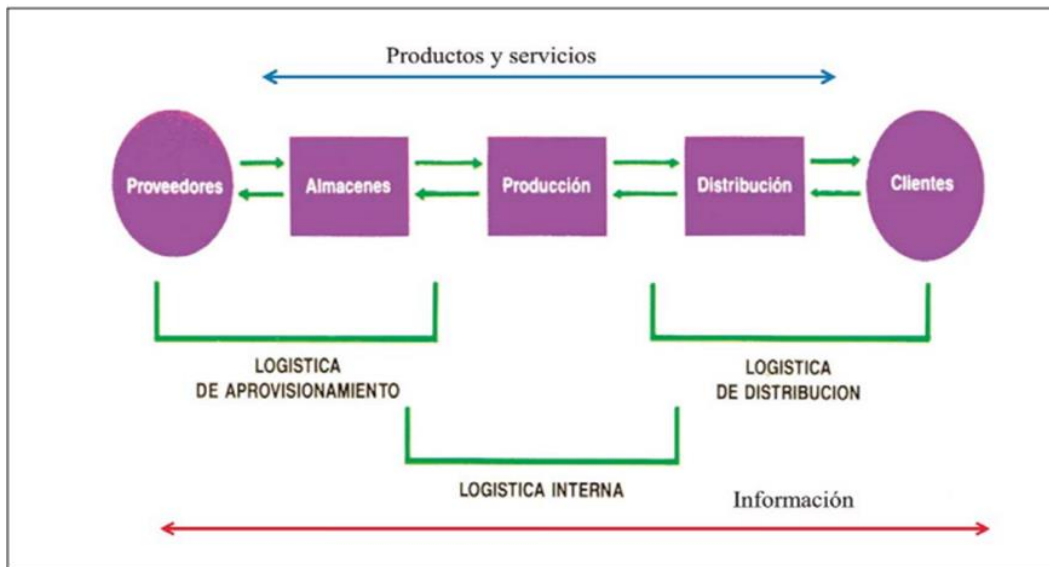 Productos y servicios
Proveedores
Almacenes
Producción
Distribución
Clientes
LOGISTICA
DE APROVISIONAMIENTO
LOGISTICA
DE DISTRIBUCION
LOGISTICA INTERNA
Información